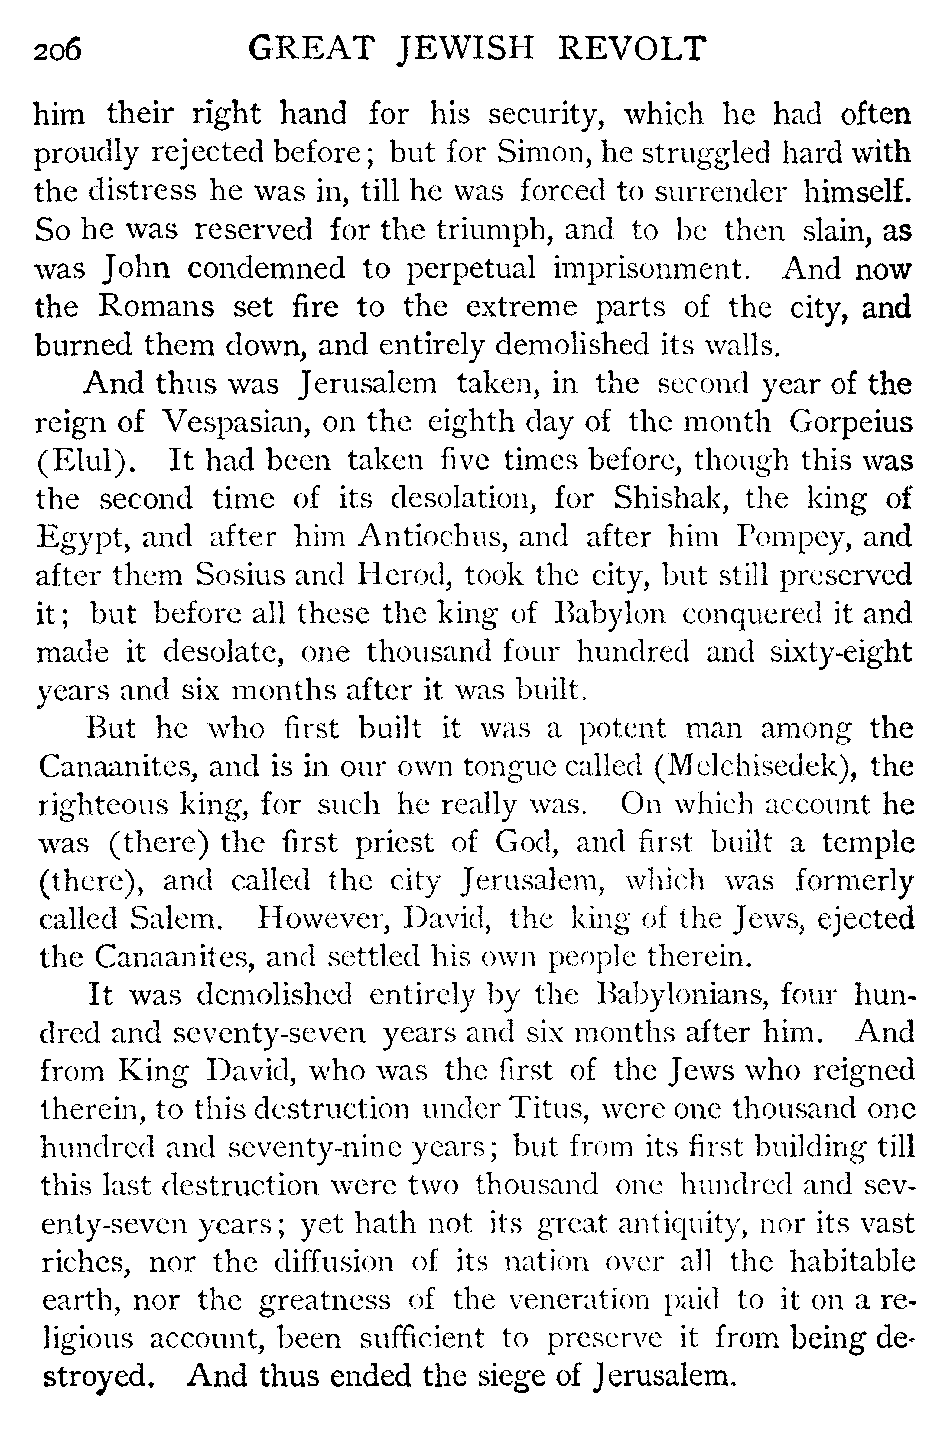 206 GREAT JEWISH REVOLT
him their right hand for his security, which he had often
proudly rejected before; but for Simon, he struggled hard with
the distress he was in, till he was forced to surrender himself.
So he was reserved for the triumph, and to be then slain, as
was John condemned to perpetual imprisonment. And now
the Romans set fire to the extreme parts of the city, and
burned them down, and entirely demolished its walls.
And thus was Jerusalem taken, in the second year of the
reign of Vespasian, on the eighth day of the month Gorpeius
(Elul). It had been taken five times before, though this was
the second time of its desolation, for Shishak, the king of
Egypt, and after him Antiochus, and after him Pompey, and
after them Sosius and Herod, took the city, but still preserved
it; but before all these the king of Babylon conquered it and
made it desolate, one thousand four hundred and sixty-eight
years and six months after it was built.
But he who first built it was a potent man among the
Canaanites, and is in our own tongue called (Melchisedek), the
righteous king, for such he really was. On which account he
was (there) the first priest of God, and first built a temple
(there), and called the city Jerusalem, which was formerly
called Salem. However, David, the king of the Jews, ejected
the Canaanites, and settled his own people therein.
It was demolished entirely by the Babylonians, four hun-
dred and seventy-seven years and six months after him. And
from King David, who was the first of the Jews who reigned
therein, to this destruction under Titus, were one thousand one
hundred and seventy-nine years; but from its first building till
this last destruction were two thousand one hundred and sev-
enty-seven years; yet hath not its great antiquity, nor its vast
riches, nor the diffusion of its nation over all the habitable
earth, nor the greatness of the veneration paid to it on a re-
ligious account, been sufficient to preserve it from being de-
stroyed. And thus ended the siege of Jerusalem.